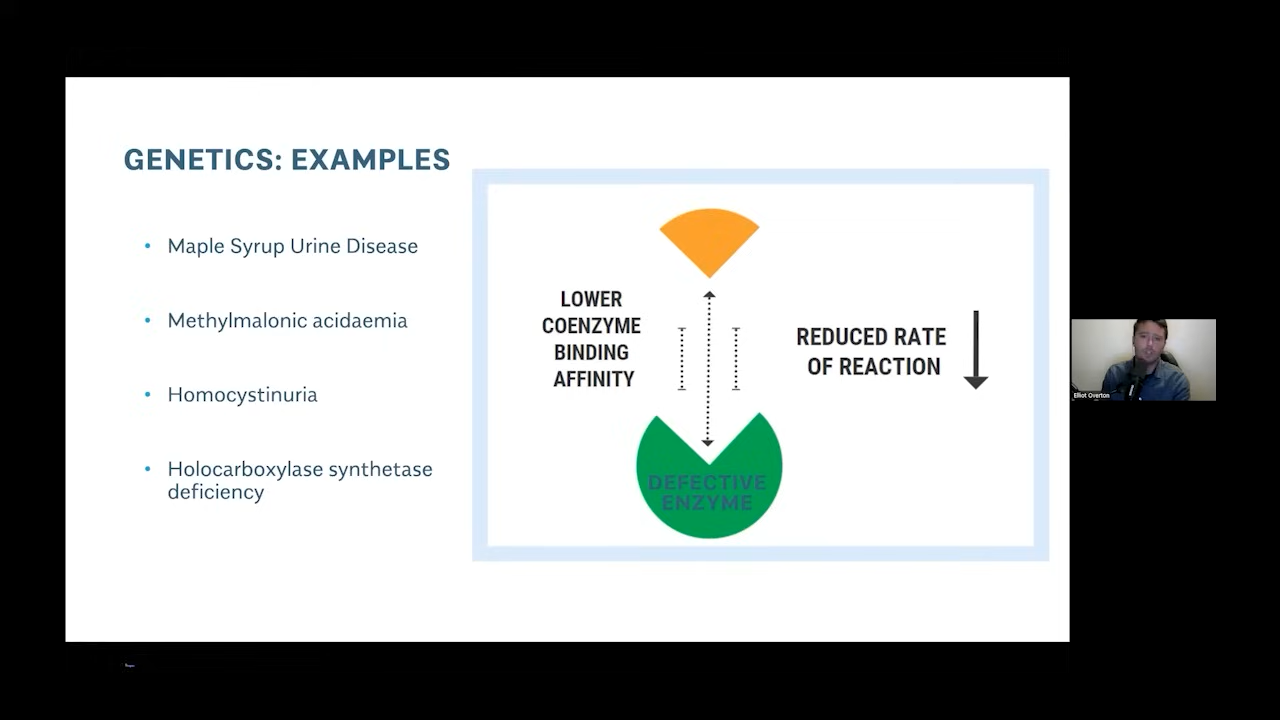 GENETICS: EXAMPLES
• Maple Syrup Urine Disease
• Methylmalonic acidaemia
• Homocystinuria
• Holocarboxylase synthetase
deficiency
LOWER
COENZYME
BINDING
AFFINITY
REDUCED RATE
OF REACTION
DEFECTIVE
ENZYME
Elliot Overton